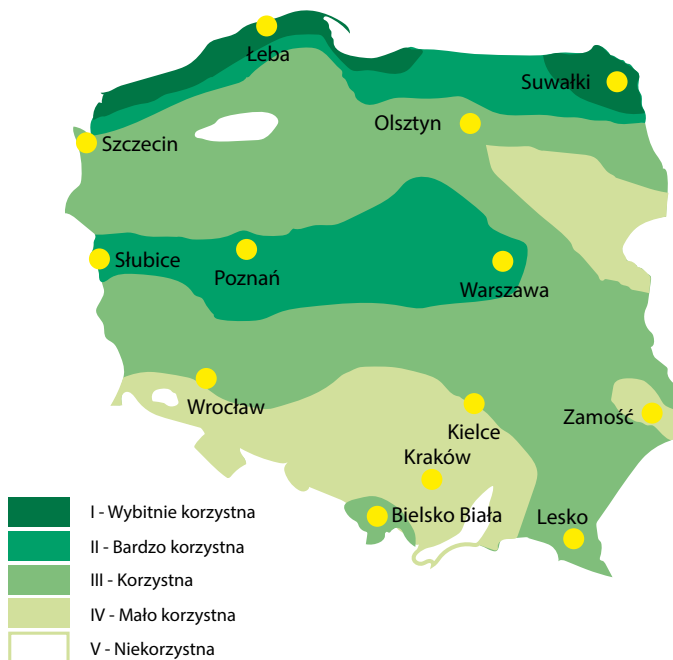 Łeba
Suwałki
Olsztyn
Szczecin
Słubice
Poznań
Warszawa
Wrocław
Kielce
Zamość
Kraków
Bielsko Biała
Lesko
I - Wybitnie korzystna
II - Bardzo korzystna
III - Korzystna
IV - Mało korzystna
V - Niekorzystna